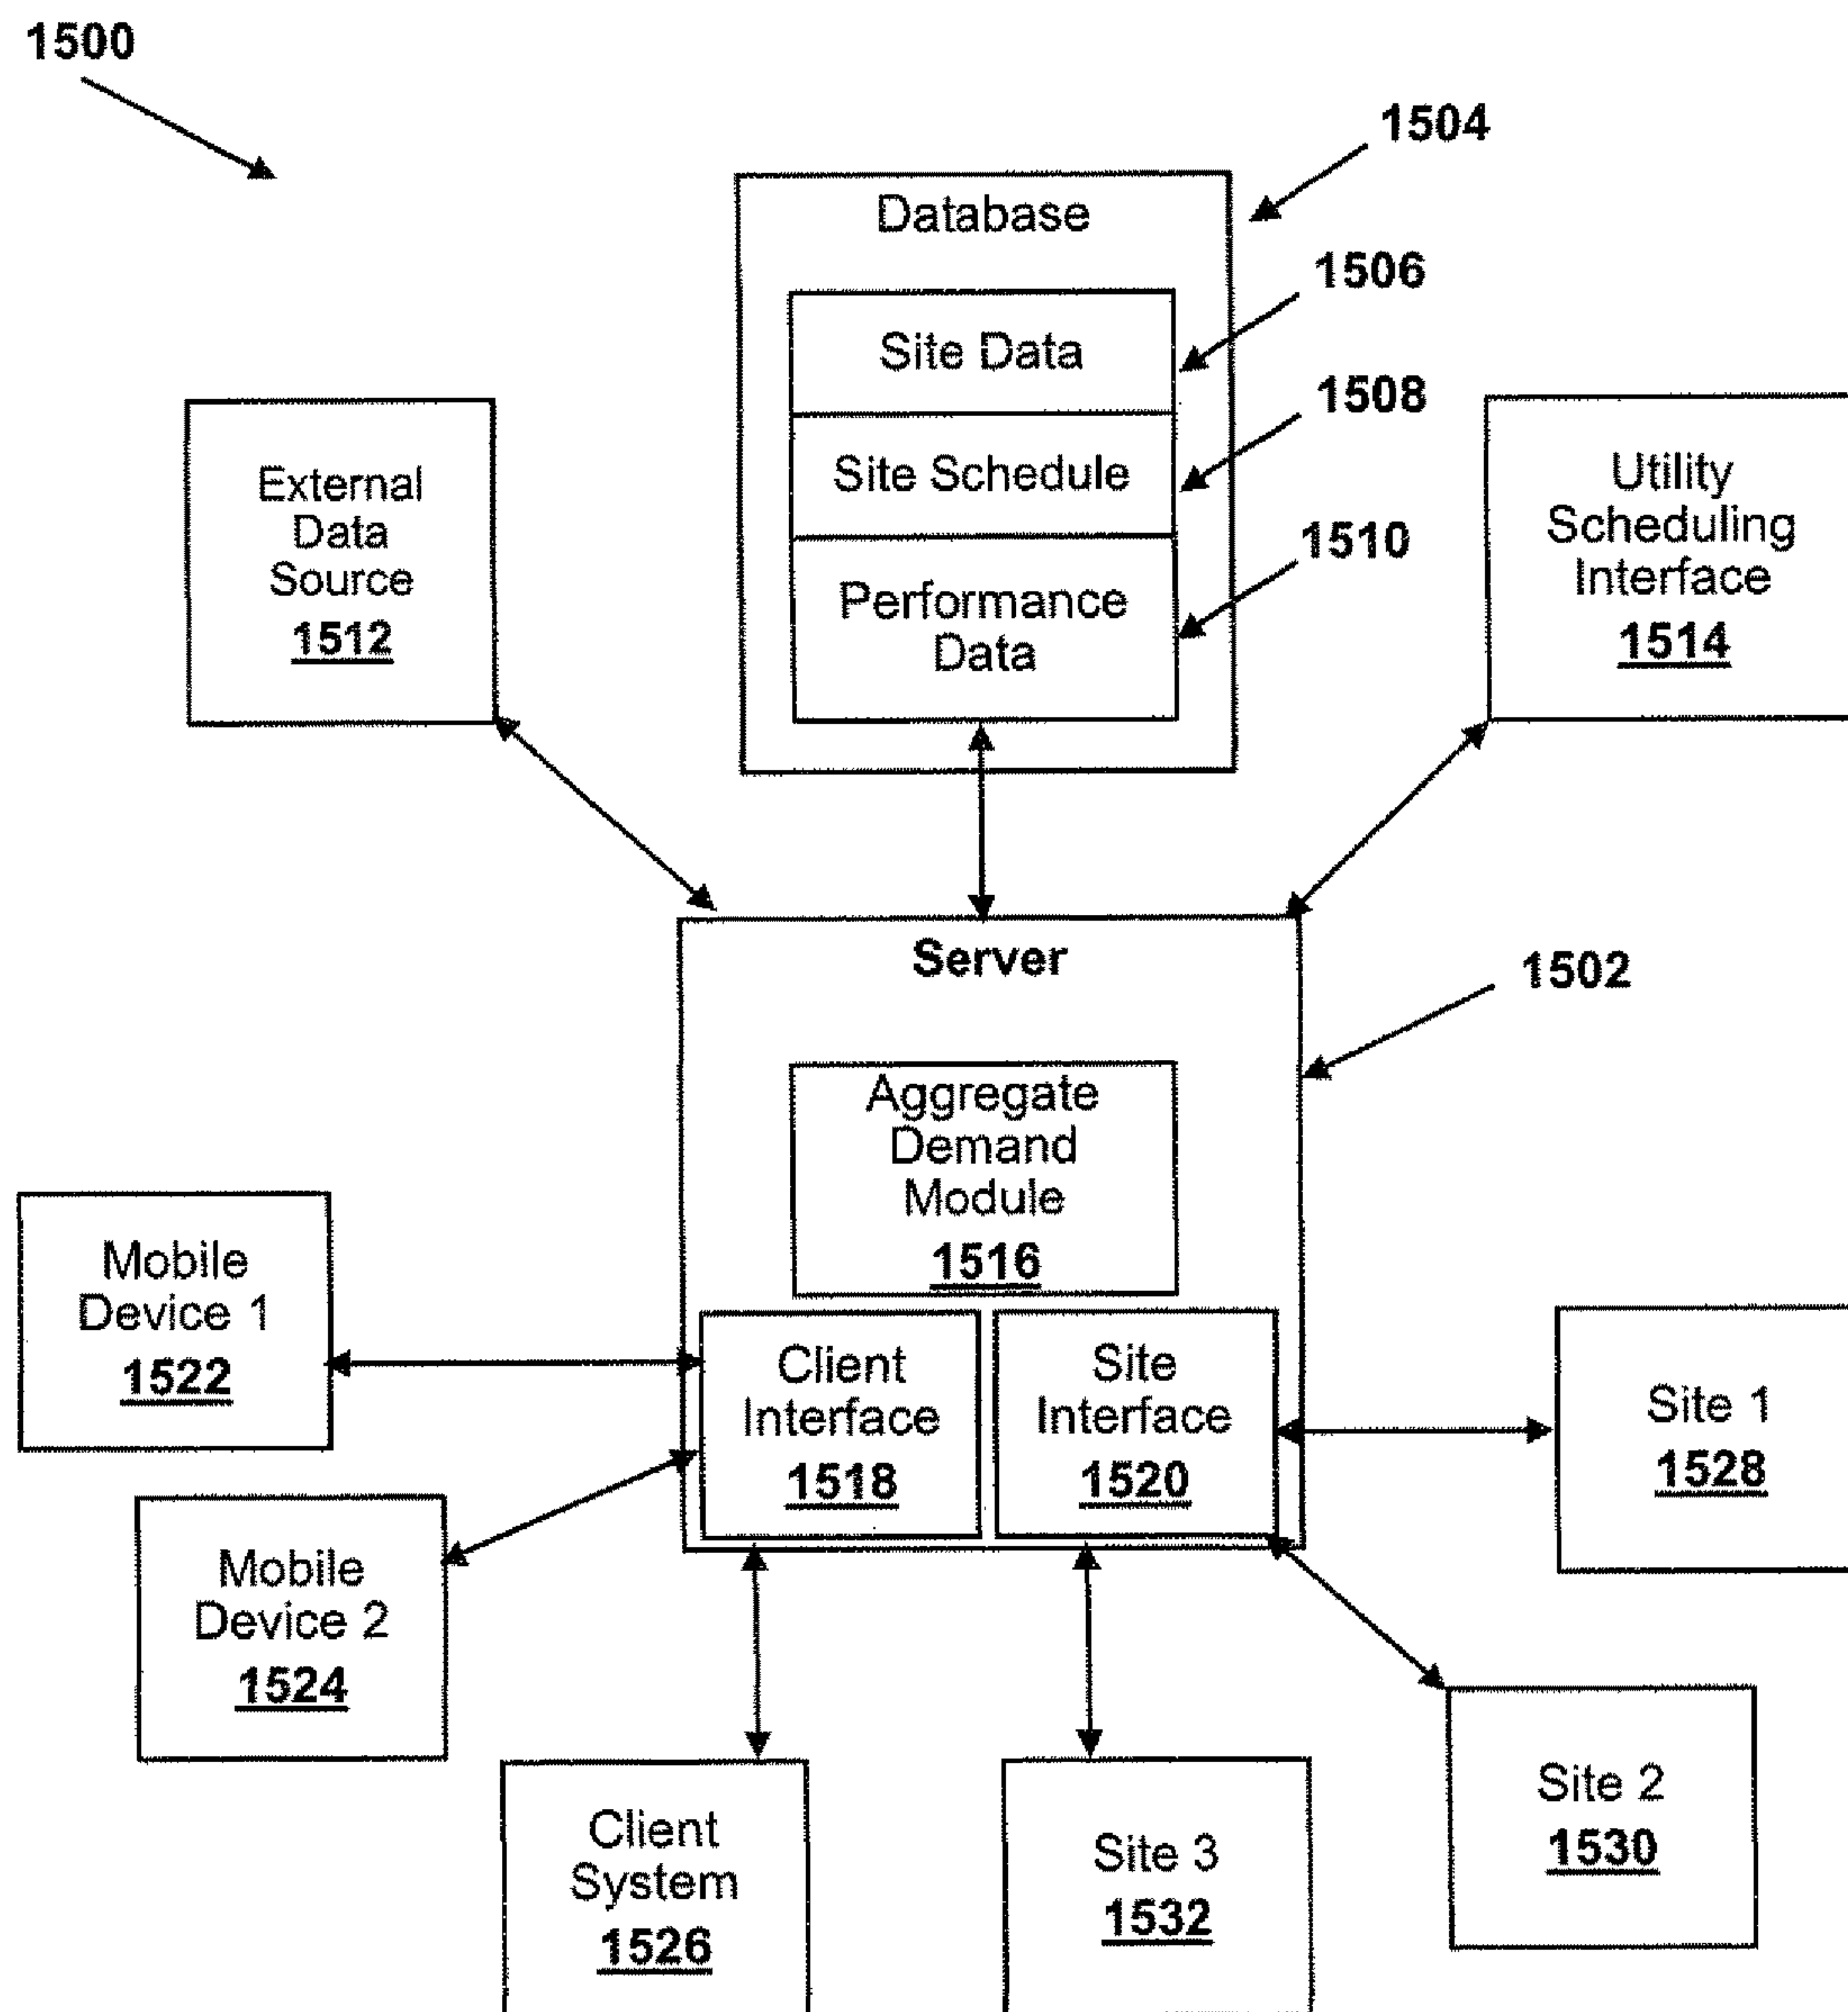 1500
1504
Database
1506
Site Data
1508
Site Schedule
1510
Performance
Data
External
Data
Source
1512
Utility
Scheduling
Interface
1514
Server
1502
Aggregate
Demand
Module
1516
Mobile
Device 1
1522
Client
Interface
1518
Site
Interface
1520
Site 1
1528
Mobile
Device 2
1524
Client
System
1526
Site 3
1532
Site 2
1530